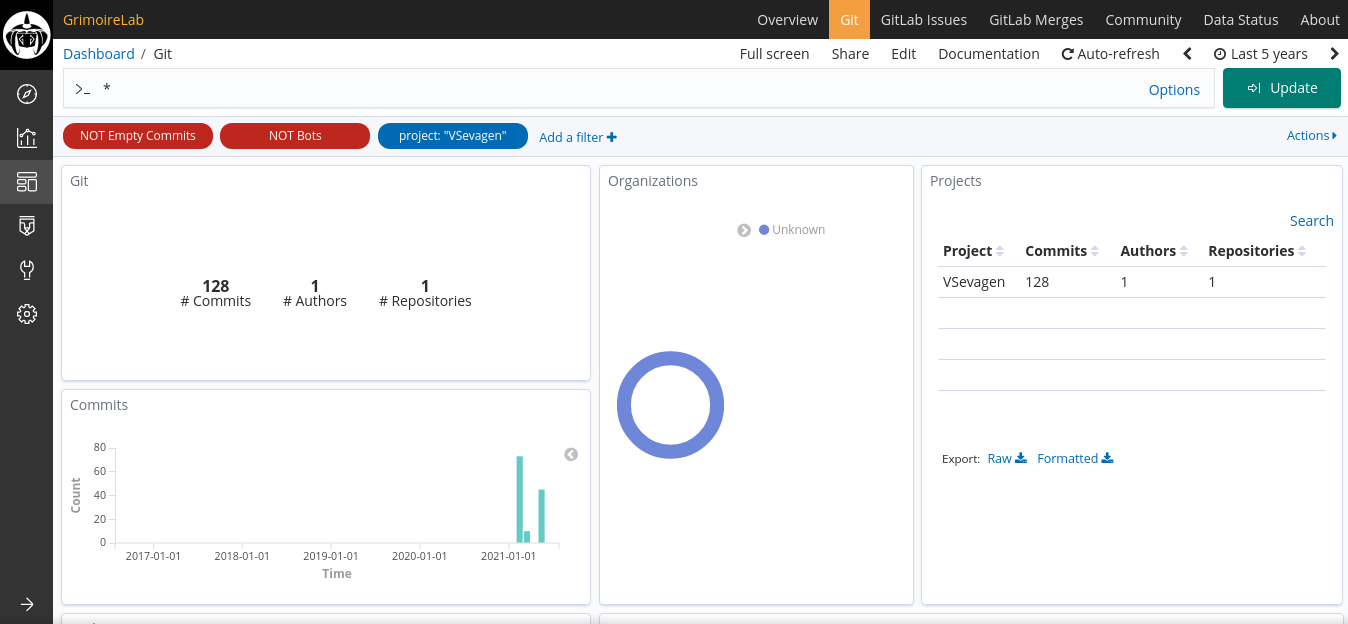 GrimoireLab Overview Git GitLab Issues GitLab Merges Community Data Status About
Dashboard / Git Full screen Share Edit Documentation Auto-refresh Last 5 years
>_ * Options Update
NOT Empty Commits NOT Bots project: "VSevagen" Add a filter Actions
Git
128 1 1
# Commits # Authors # Repositories
Organizations
Unknown
Projects
Search
Project Commits Authors Repositories
VSevagen 128 1 1
Export: Raw Formatted
Commits
80
60
40
20
0
Count
2017-01-01 2018-01-01 2019-01-01 2020-01-01 2021-01-01
Time